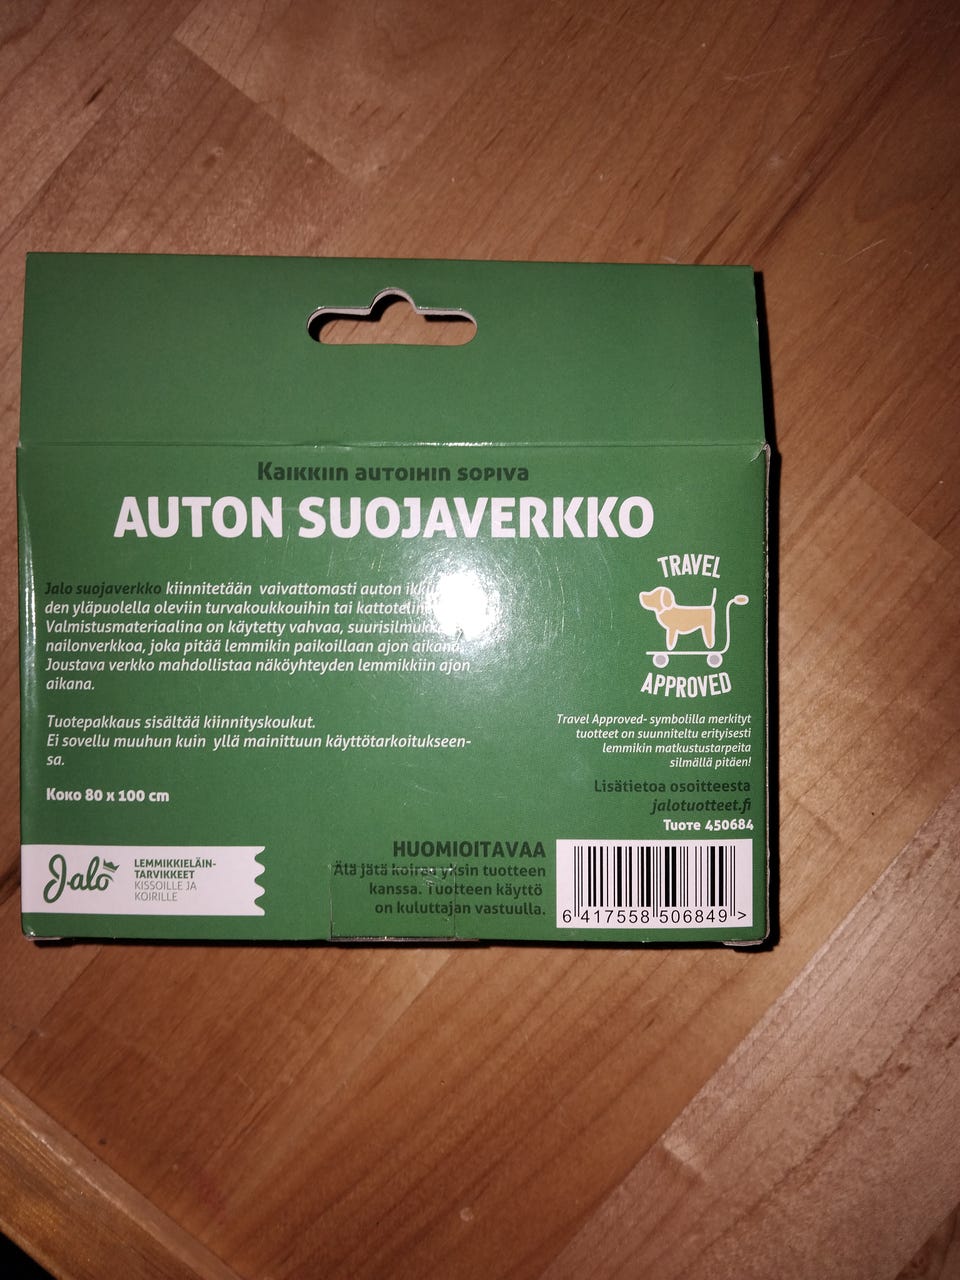 Kaikkiin autoihin sopiva
AUTON SUOJAVERKKO
Jalo suojaverkko kiinnitetään vaivattomasti auton
den yläpuolella oleviin turvakoukkouihin tai
Valmistusmateriaalina on käytetty vahvaa,
nailonverkkoa, joka pitää lemmikin paikoillaan ajon aikana.
Joustava verkko mahdollistaa näköyhteyden lemmikkiin ajon
aikana.
Tuotepakkaus sisältää kiinnityskoukut.
Ei sovellu muuhun kuin yllä mainittuun käyttötarkoitukseen-
sa.
Koko 80 x 100 cm
TRAVEL
APPROVED
Travel Approved- symbolilla merkityt
tuotteet on suunniteltu erityisesti
lemmikin matkustustarpeita
silmällä pitäen!
Lisätietoa osoitteesta
jalotuotteet.fi
Tuote 450684
Jalo
LEMMIKKIELÄIN-
TARVIKKEET
KISSOILLE JA
KOIRILLE
HUOMIOITAVAA
Älä jätä koiraa yksin tuotteen
kanssa. Tuotteen käyttö
on kuluttajan vastuulla.
6 417558 506849 >